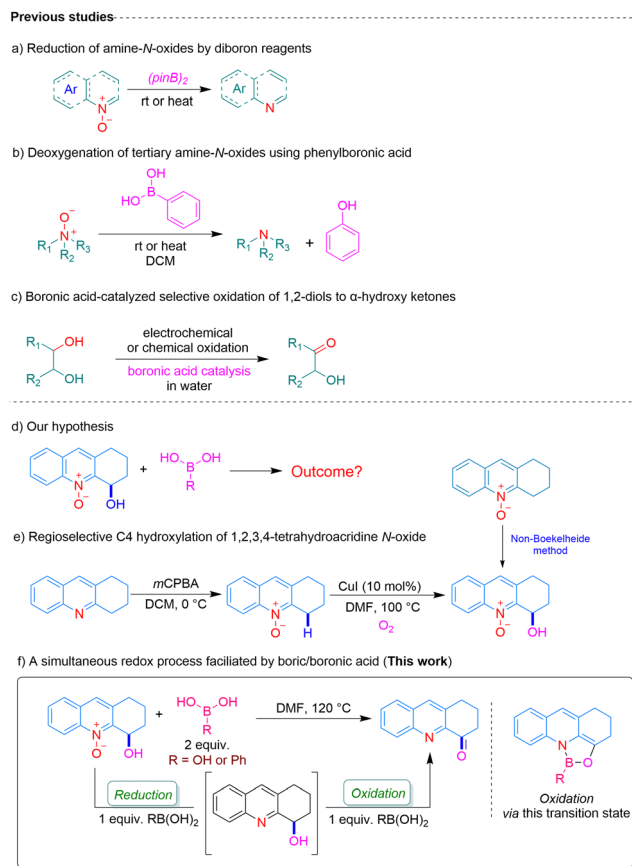 Previous studies
a) Reduction of amine-N-oxides by diboron reagents
Ar
N
+
O
−
(pinB)2
rt or heat
Ar
N
b) Deoxygenation of tertiary amine-N-oxides using phenylboronic acid
O−
N+
R1
R2
R3
OH
HO
B
rt or heat
DCM
N
R1
R2
R3
+
OH
c) Boronic acid-catalyzed selective oxidation of 1,2-diols to α-hydroxy ketones
R1
OH
R2
OH
electrochemical
or chemical oxidation
boronic acid catalysis
in water
R1
O
R2
OH
d) Our hypothesis
N
+
O
−
OH
+
HO
OH
B
R
Outcome?
N
+
O
−
Non-Boekelheide
method
e) Regioselective C4 hydroxylation of 1,2,3,4-tetrahydroacridine N-oxide
N
mCPBA
DCM, 0 °C
N
+
O
−
H
CuI (10 mol%)
DMF, 100 °C
O2
N
+
O
−
OH
f) A simultaneous redox process faciliated by boric/boronic acid (This work)
N
+
O
−
OH
+
HO
OH
B
R
2 equiv.
R = OH or Ph
DMF, 120 °C
N
O
N
B
O
R
Oxidation
via this transition state
Reduction
1 equiv. RB(OH)2
N
OH
Oxidation
1 equiv. RB(OH)2